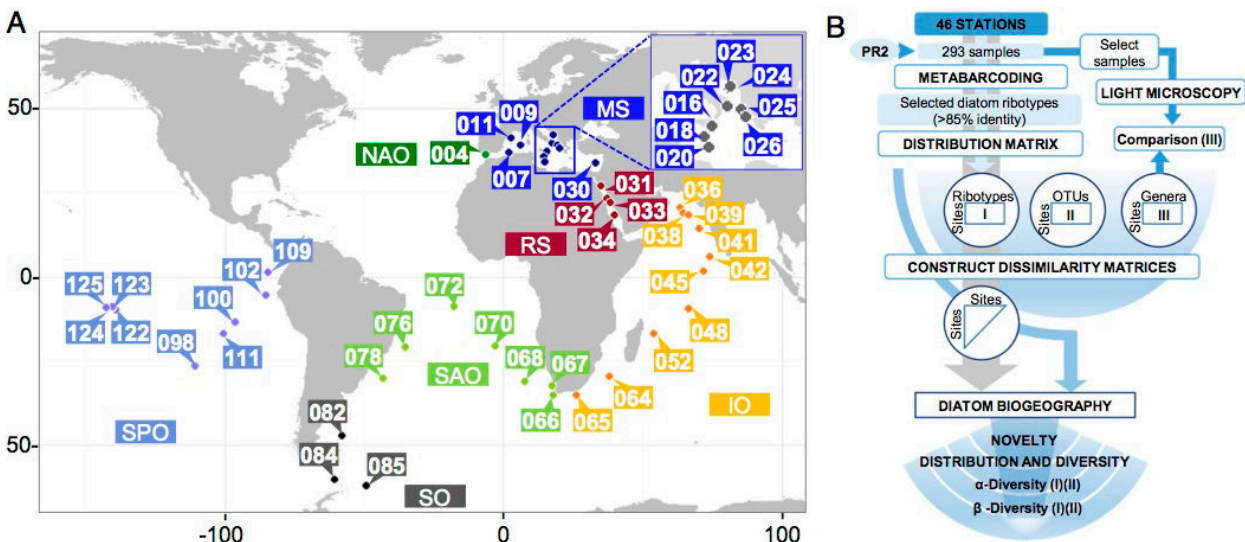 A
50
0
50
-100
0
100
023
022
024
016
025
018
026
020
MS
009
011
NAO
004
007
030
031
036
032
033
039
038
034
041
RS
042
045
109
102
125
123
072
100
048
124
122
076
070
098
111
052
078
068
067
SAO
064
066
065
IO
082
SPO
084
085
SO
B
46 STATIONS
PR2
293 samples
Select
samples
METABARCODING
LIGHT MICROSCOPY
Selected diatom ribotypes
(>85% identity)
Comparison (III)
DISTRIBUTION MATRIX
Ribotypes
Sites
I
OTUs
Sites
II
Genera
Sites
III
CONSTRUCT DISSIMILARITY MATRICES
Sites
Sites
DIATOM BIOGEOGRAPHY
NOVELTY
DISTRIBUTION AND DIVERSITY
α-Diversity (I)(II)
β -Diversity (I)(II)